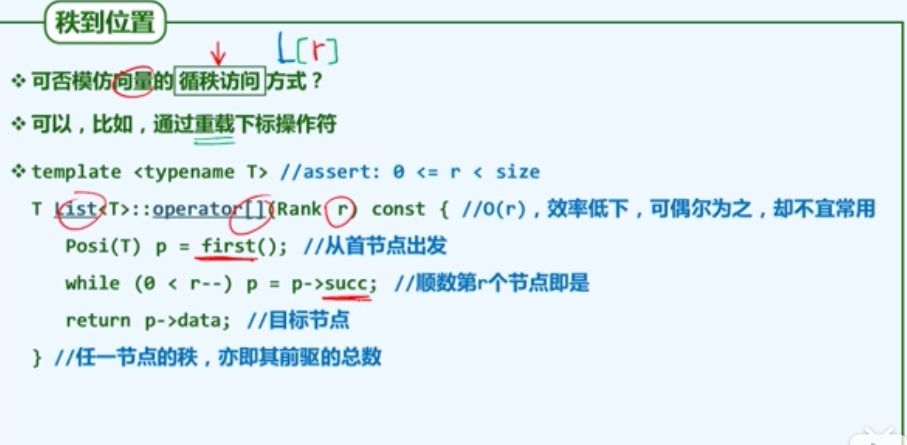 秩到位置
L[r]
❖ 可否模仿向量的 循秩访问 方式？
❖ 可以，比如，通过重载下标操作符
❖ template <typename T> //assert: 0 <= r < size
T List<T>::operator[](Rank r) const { //O(r)，效率低下，可偶尔为之，却不宜常用
Posi(T) p = first(); //从首节点出发
while (0 < r--) p = p->succ; //顺数第r个节点即是
return p->data; //目标节点
} //任一节点的秩，亦即其前驱的总数